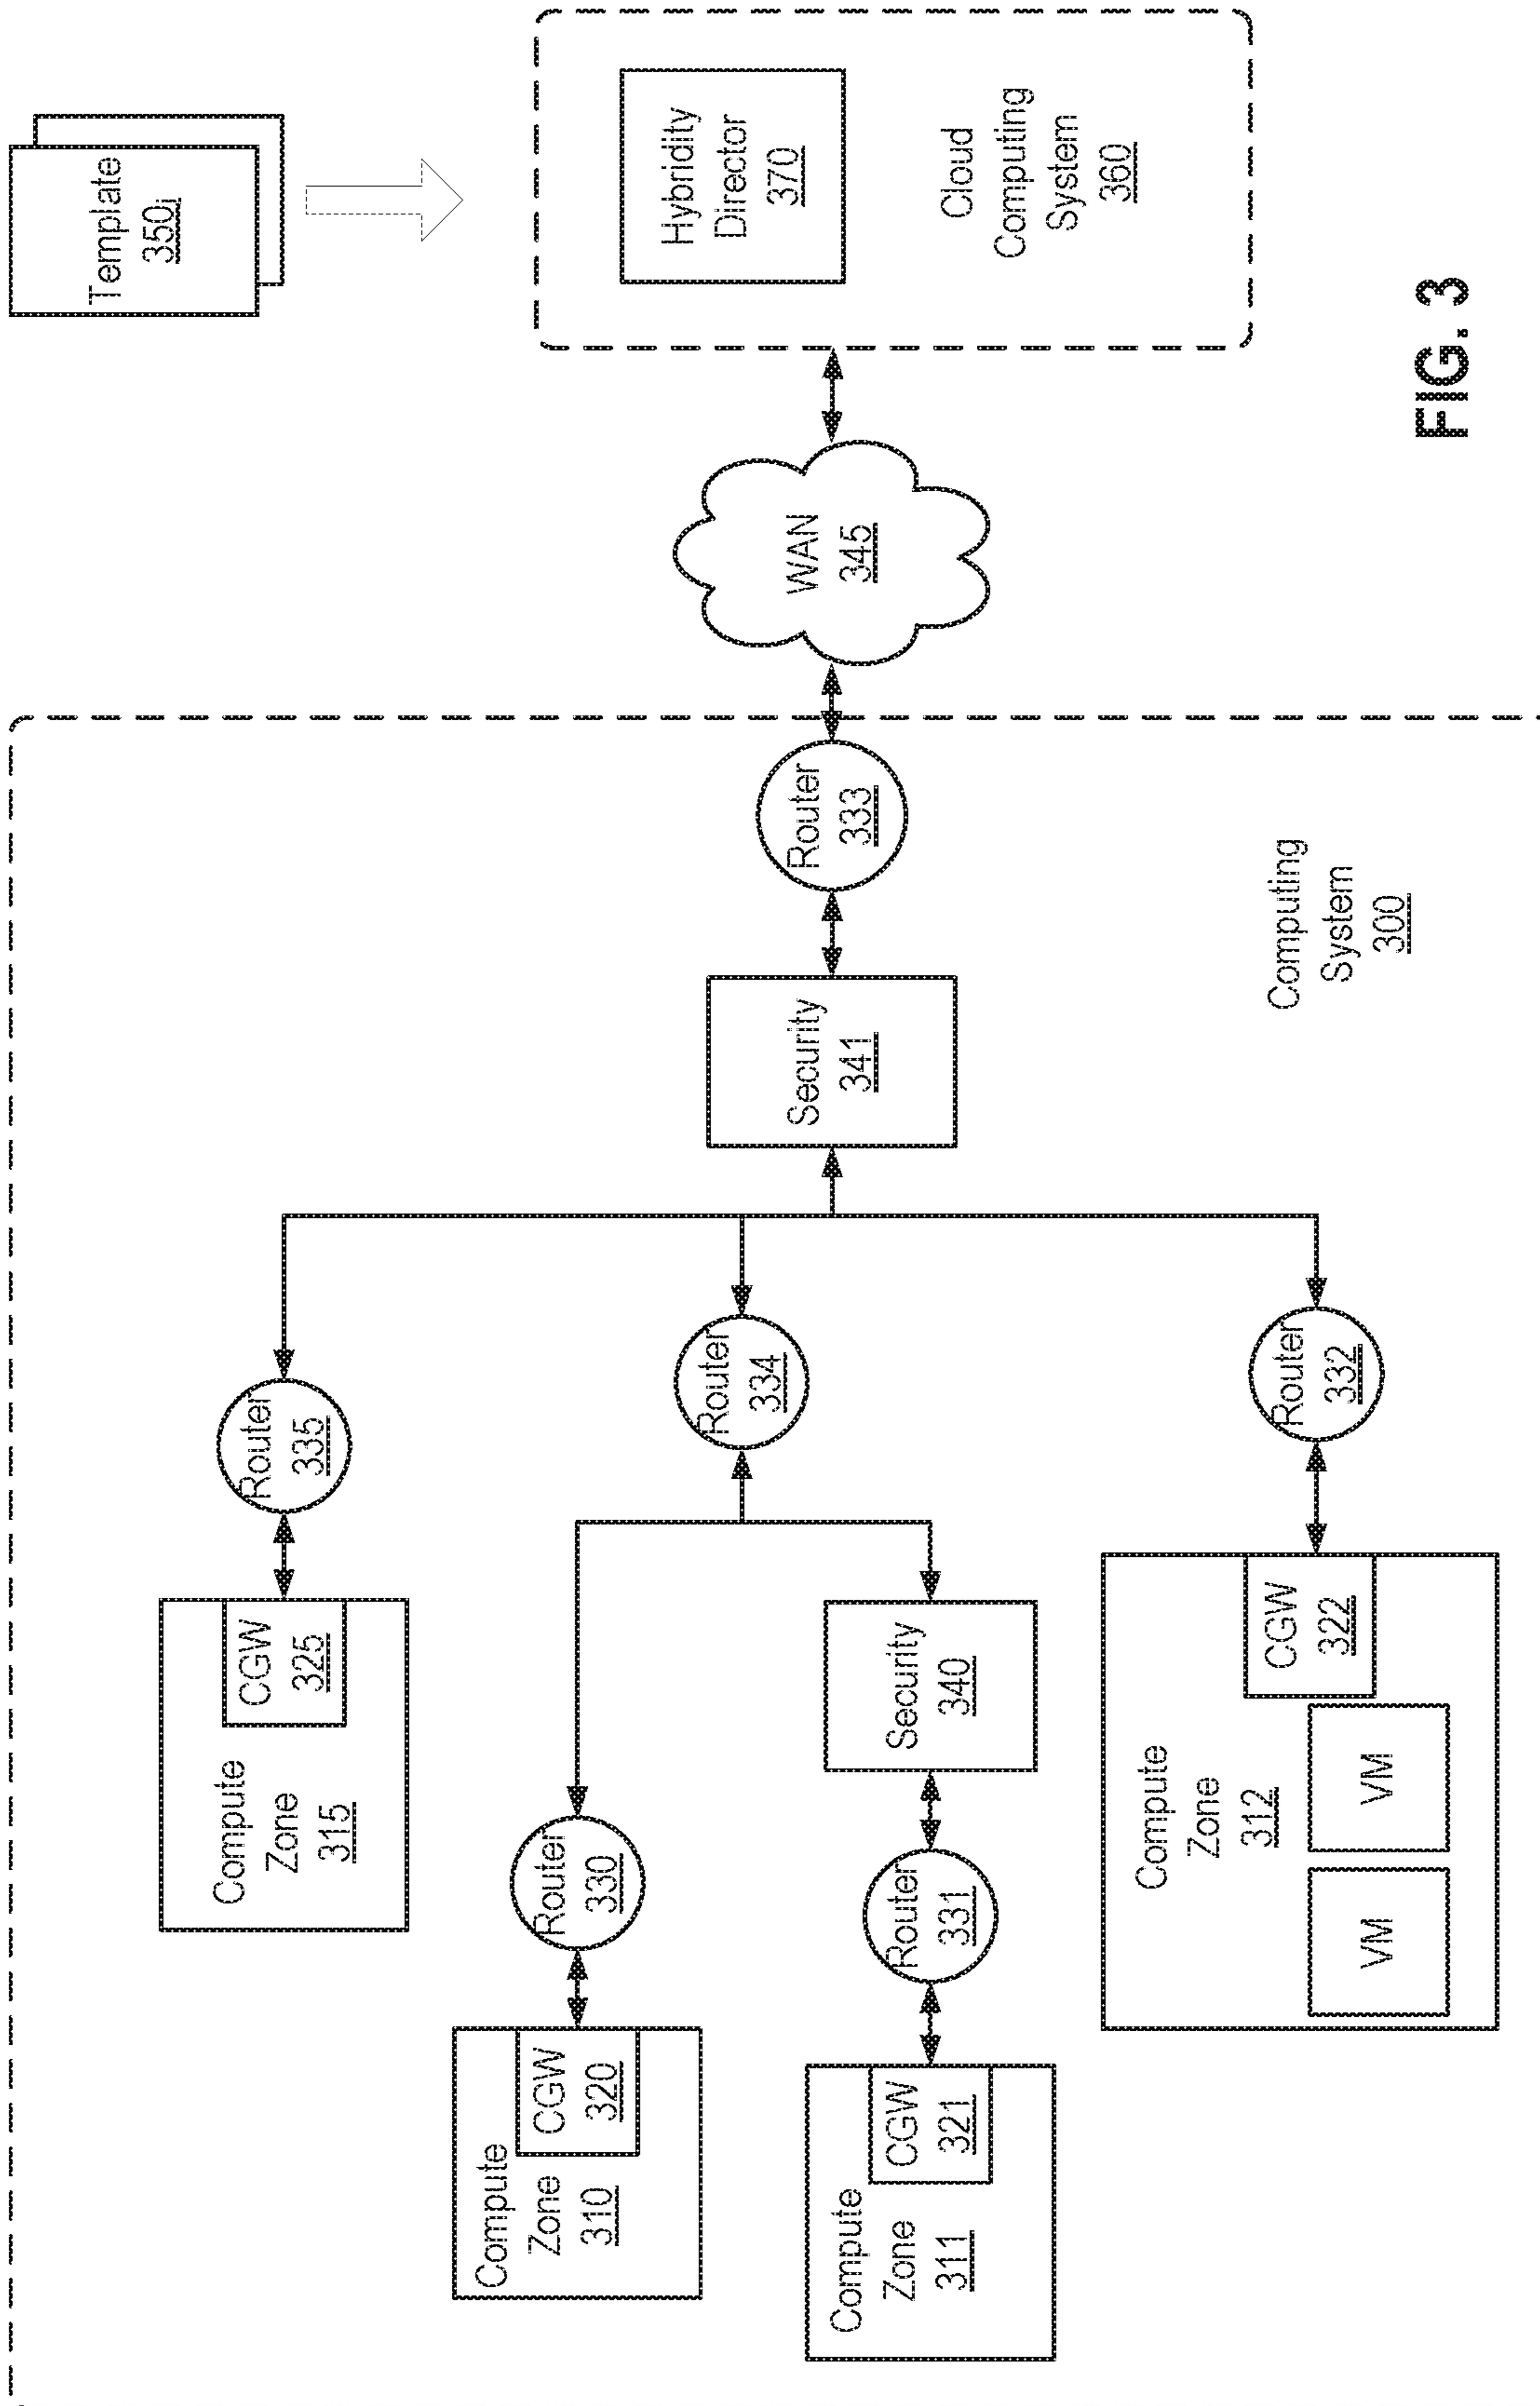 Template
350i
Hybridity
Director
370
Cloud
Computing
System
360
WAN
345
Router
333
Security
341
Computing
System
300
Router
335
Router
334
Router
332
CGW
325
Compute
Zone
315
Router
330
CGW
320
Compute
Zone
310
Security
340
Router
331
CGW
321
Compute
Zone
311
CGW
322
Compute
Zone
312
VM
VM
FIG. 3